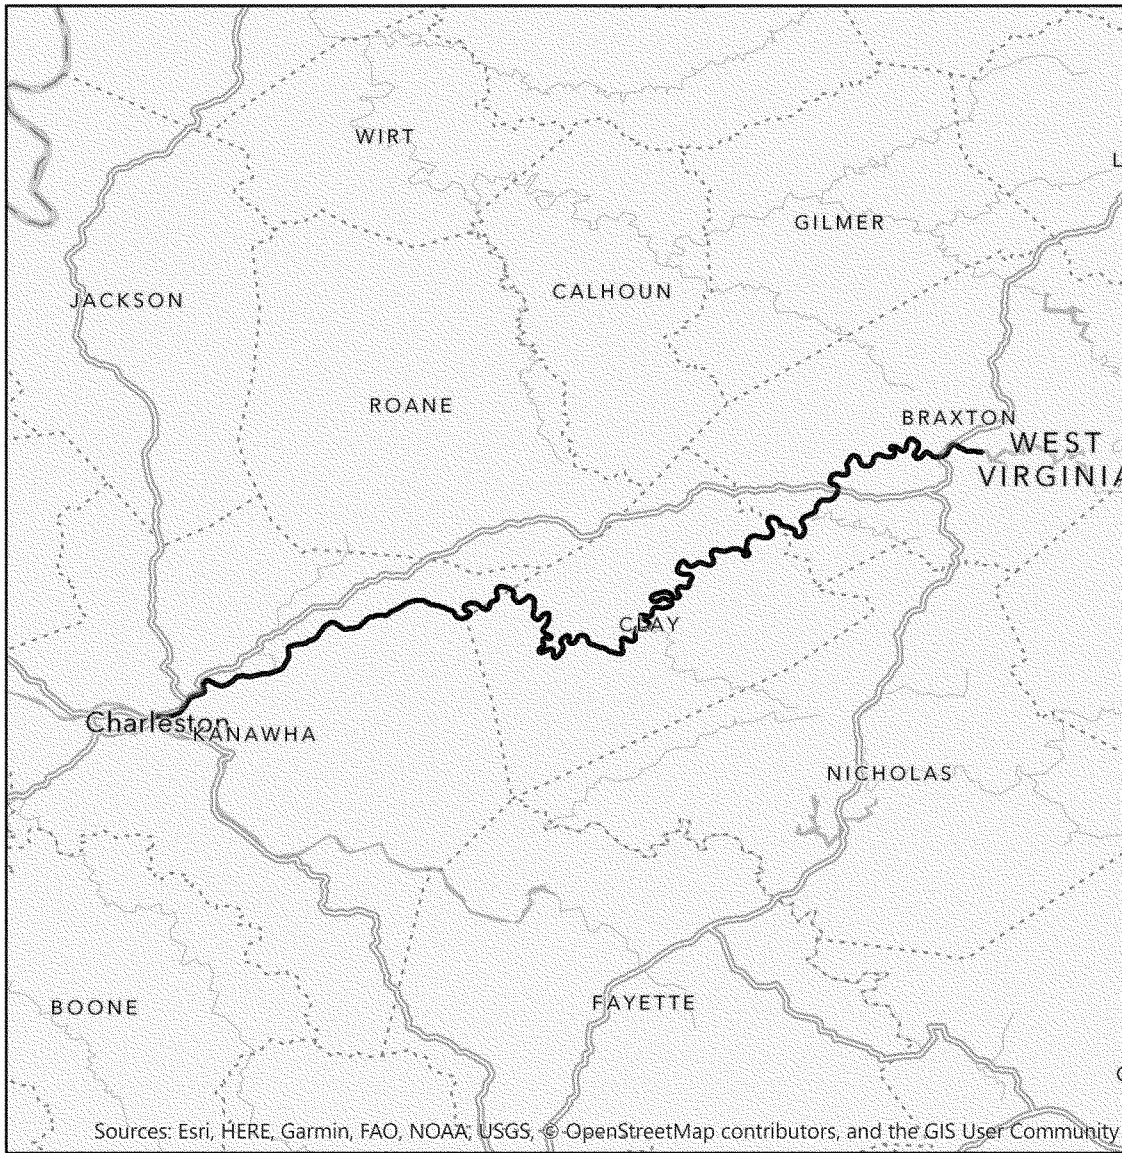 WIRT
L
GILMER
CALHOUN
JACKSON
ROANE
BRAXTON
WEST
VIRGINIA
CLAY
Charleston
KANAWHA
NICHOLAS
FAYETTE
BOONE
Sources: Esri, HERE, Garmin, FAO, NOAA, USGS, © OpenStreetMap contributors, and the GIS User Community